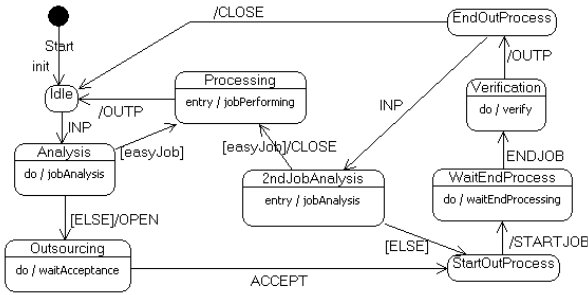 /CLOSE
EndOutProcess
Start
init
Idle
Processing
entry / jobPerforming
/OUTP
/OUTP
Verification
do / verify
INP
INP
Analysis
do / jobAnalysis
[easyJob]
[easyJob]/CLOSE
ENDJOB
2ndJobAnalysis
entry / jobAnalysis
WaitEndProcess
do / waitEndProcessing
[ELSE]/OPEN
[ELSE]
/STARTJOB
Outsourcing
do / waitAcceptance
ACCEPT
StartOutProcess